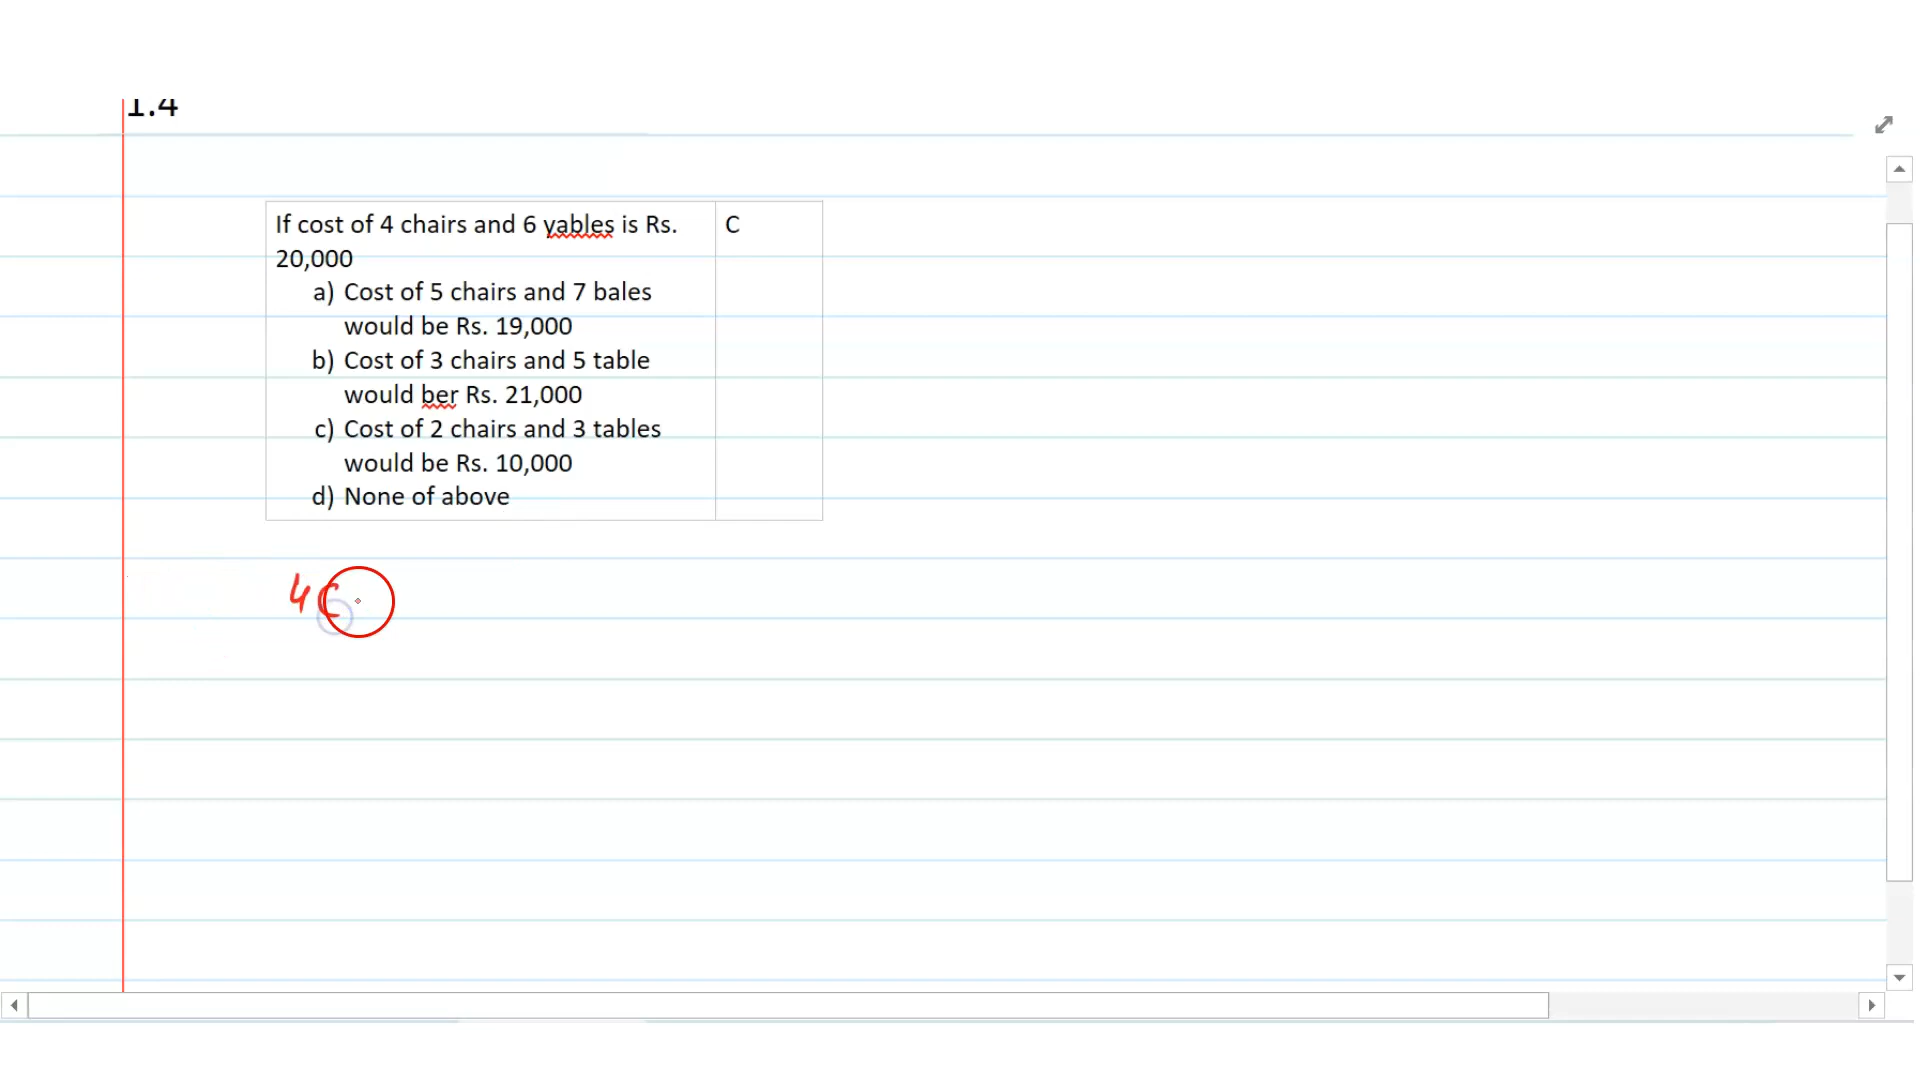 1.4
If cost of 4 chairs and 6 yables is Rs. C
20,000
a) Cost of 5 chairs and 7 bales
would be Rs. 19,000
b) Cost of 3 chairs and 5 table
would ber Rs. 21,000
c) Cost of 2 chairs and 3 tables
would be Rs. 10,000
d) None of above
4C